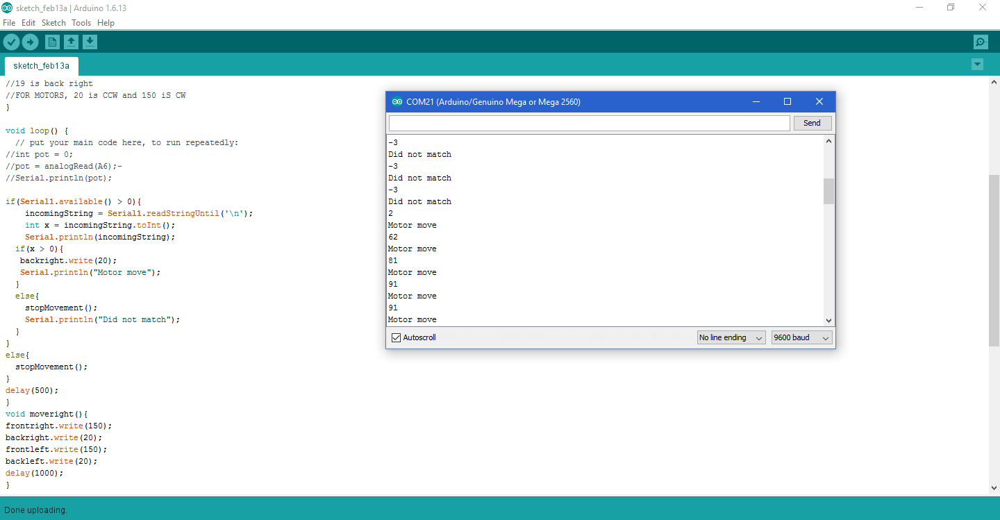 sketch_feb13a | Arduino 1.6.13
File Edit Sketch Tools Help
sketch_feb13a
//19 is back right
//FOR MOTORS, 20 is CCW and 150 iS CW
}
void loop() {
// put your main code here, to run repeatedly:
//int pot = 0;
//pot = analogRead(A6);-
//Serial.println(pot);
if(Serial1.available() > 0){
incomingString = Serial1.readStringUntil('\n');
int x = incomingString.toInt();
Serial.println(incomingString);
if(x > 0){
backright.write(20);
Serial.println("Motor move");
}
else{
stopMovement();
Serial.println("Did not match");
}
}
else{
stopMovement();
}
delay(500);
}
void moveright(){
frontright.write(150);
backright.write(20);
frontleft.write(150);
backleft.write(20);
delay(1000);
}
Done uploading.
COM21 (Arduino/Genuino Mega or Mega 2560)
Send
-3
Did not match
-3
Did not match
-3
Did not match
2
Motor move
62
Motor move
81
Motor move
91
Motor move
91
Motor move
Autoscroll
No line ending
9600 baud